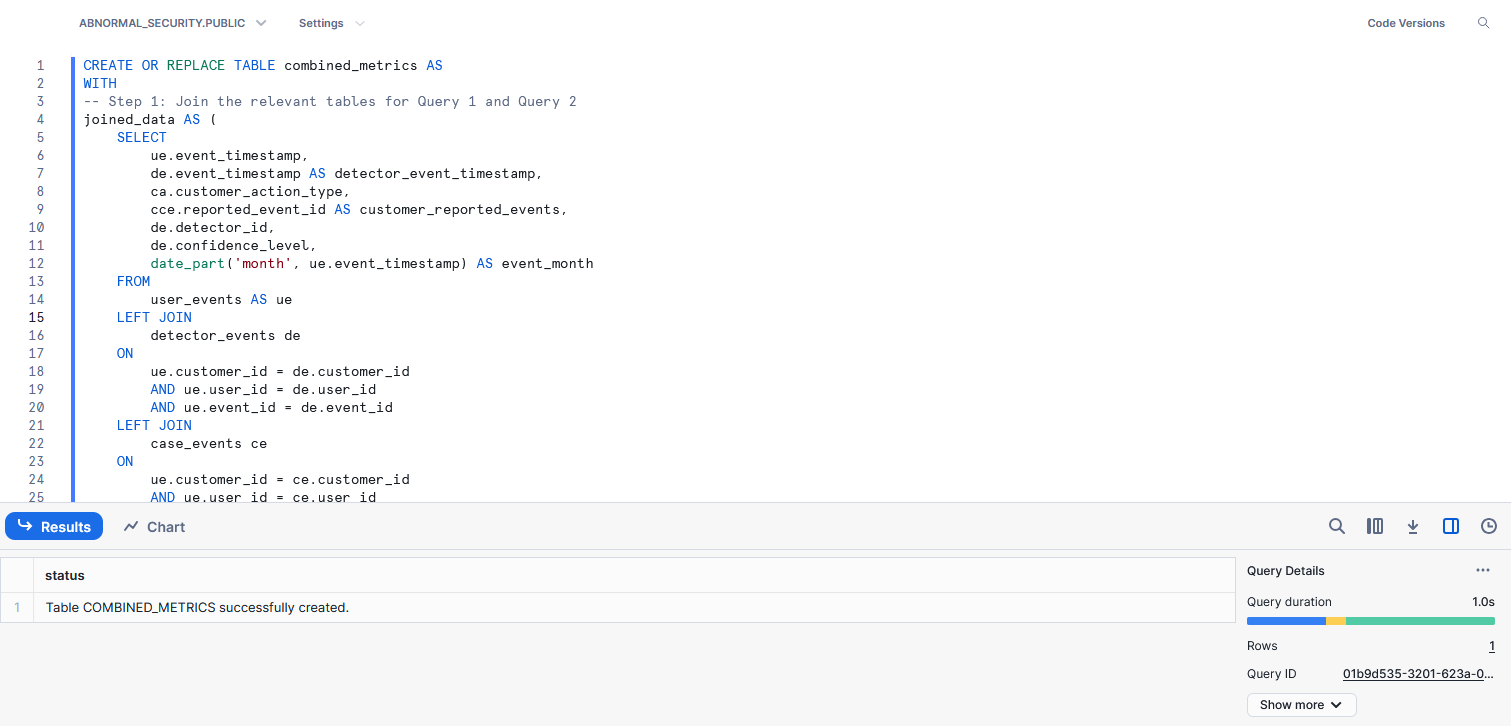 ABNORMAL_SECURITY.PUBLIC Settings Code Versions
1 CREATE OR REPLACE TABLE combined_metrics AS
2 WITH
3 -- Step 1: Join the relevant tables for Query 1 and Query 2
4 joined_data AS (
5 SELECT
6 ue.event_timestamp,
7 de.event_timestamp AS detector_event_timestamp,
8 ca.customer_action_type,
9 cce.reported_event_id AS customer_reported_events,
10 de.detector_id,
11 de.confidence_level,
12 date_part('month', ue.event_timestamp) AS event_month
13 FROM
14 user_events AS ue
15 LEFT JOIN
16 detector_events de
17 ON
18 ue.customer_id = de.customer_id
19 AND ue.user_id = de.user_id
20 AND ue.event_id = de.event_id
21 LEFT JOIN
22 case_events ce
23 ON
24 ue.customer_id = ce.customer_id
25 AND ue.user_id = ce.user_id
Results Chart
status
1 Table COMBINED_METRICS successfully created.
Query Details
Query duration 1.0s
Rows 1
Query ID 01b9d535-3201-623a-0...
Show more